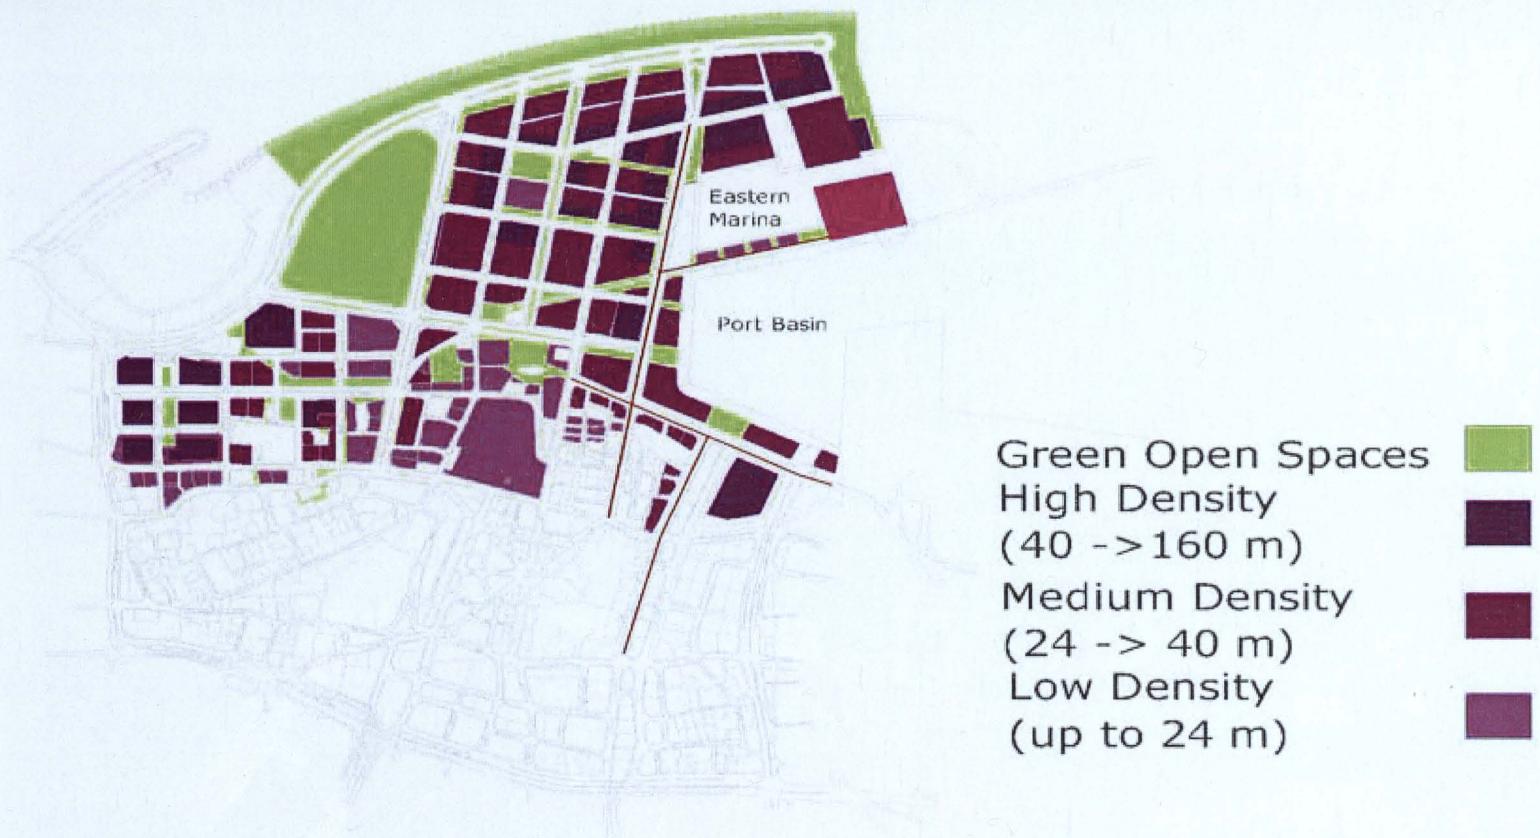 Eastern
Marina
Port Basin
Green Open Spaces
High Density
(40 ->160 m)
Medium Density
(24 -> 40 m)
Low Density
(up to 24 m)